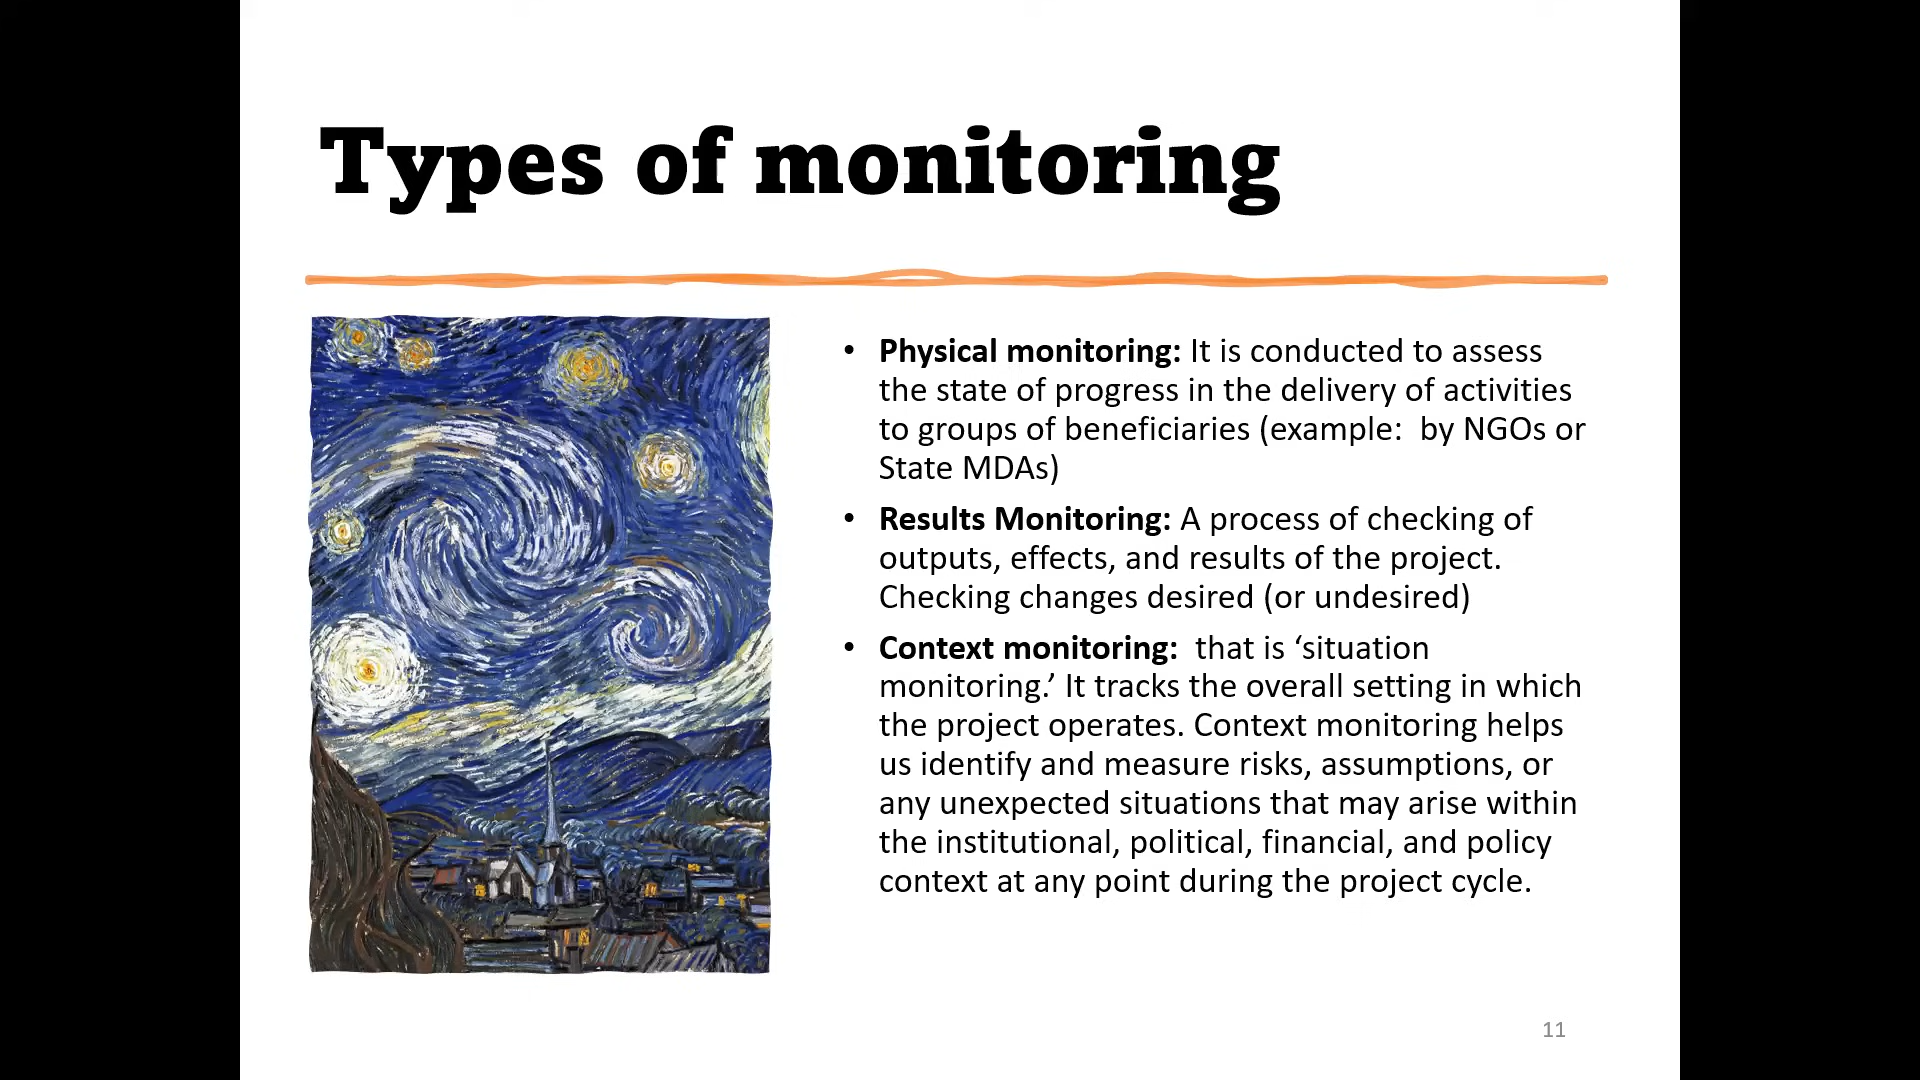 Types of monitoring
• Physical monitoring: It is conducted to assess
the state of progress in the delivery of activities
to groups of beneficiaries (example:  by NGOs or
State MDAs)
• Results Monitoring: A process of checking of
outputs, effects, and results of the project.
Checking changes desired (or undesired)
• Context monitoring:  that is ‘situation
monitoring.’ It tracks the overall setting in which
the project operates. Context monitoring helps
us identify and measure risks, assumptions, or
any unexpected situations that may arise within
the institutional, political, financial, and policy
context at any point during the project cycle.
11